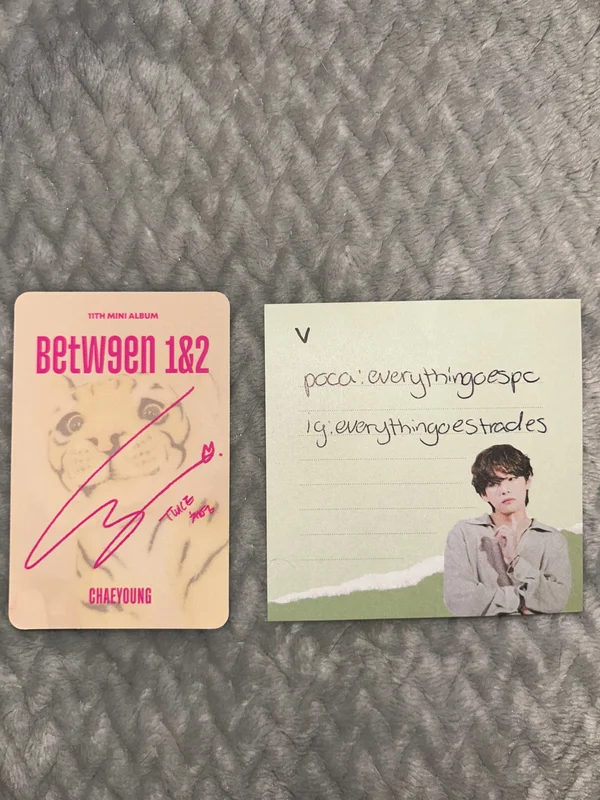 11TH MINI ALBUM
BETW9EN 1&2
TWICE
CHAEYOUNG
V
poca: everythingoespc
ig: everythingoestrades